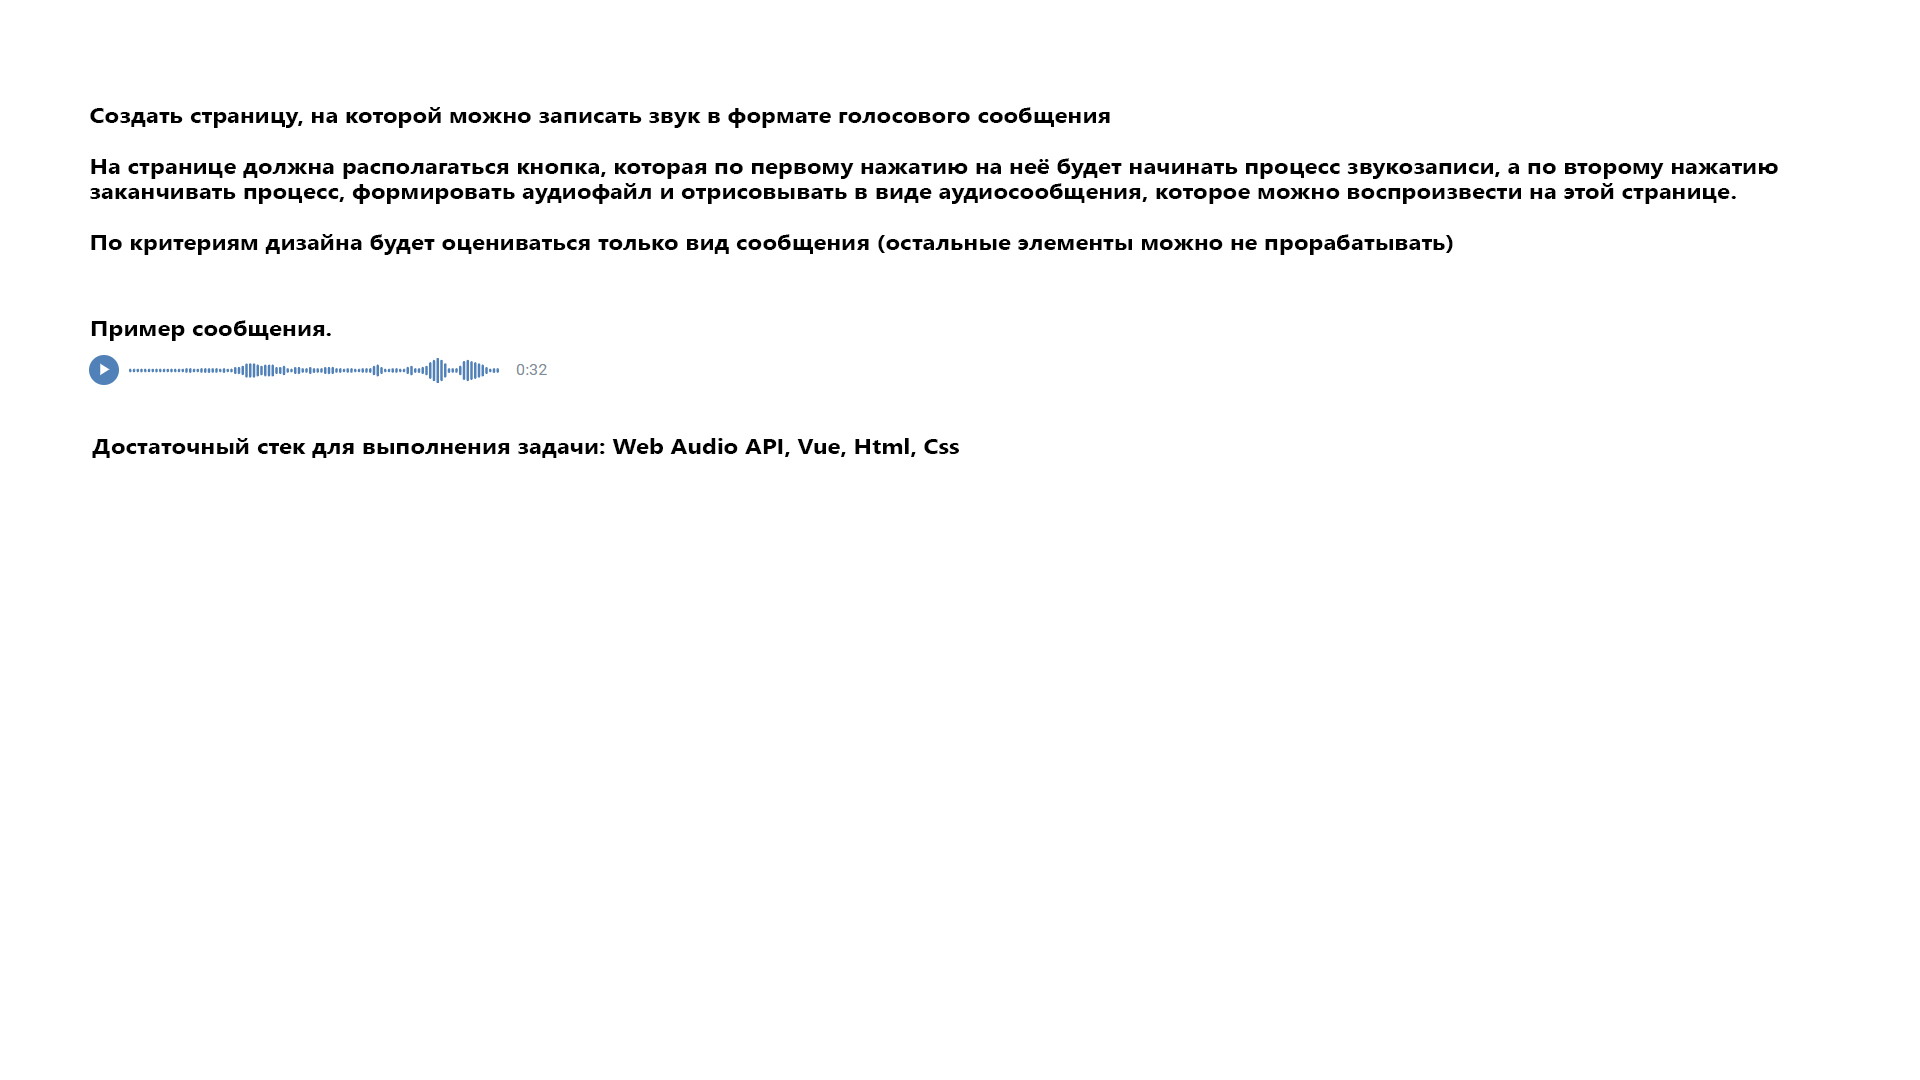 Создать страницу, на которой можно записать звук в формате голосового сообщения
На странице должна располагаться кнопка, которая по первому нажатию на неё будет начинать процесс звукозаписи, а по второму нажатию
заканчивать процесс, формировать аудиофайл и отрисовывать в виде аудиосообщения, которое можно воспроизвести на этой странице.
По критериям дизайна будет оцениваться только вид сообщения (остальные элементы можно не прорабатывать)
Пример сообщения.
0:32
Достаточный стек для выполнения задачи: Web Audio API, Vue, Html, Css